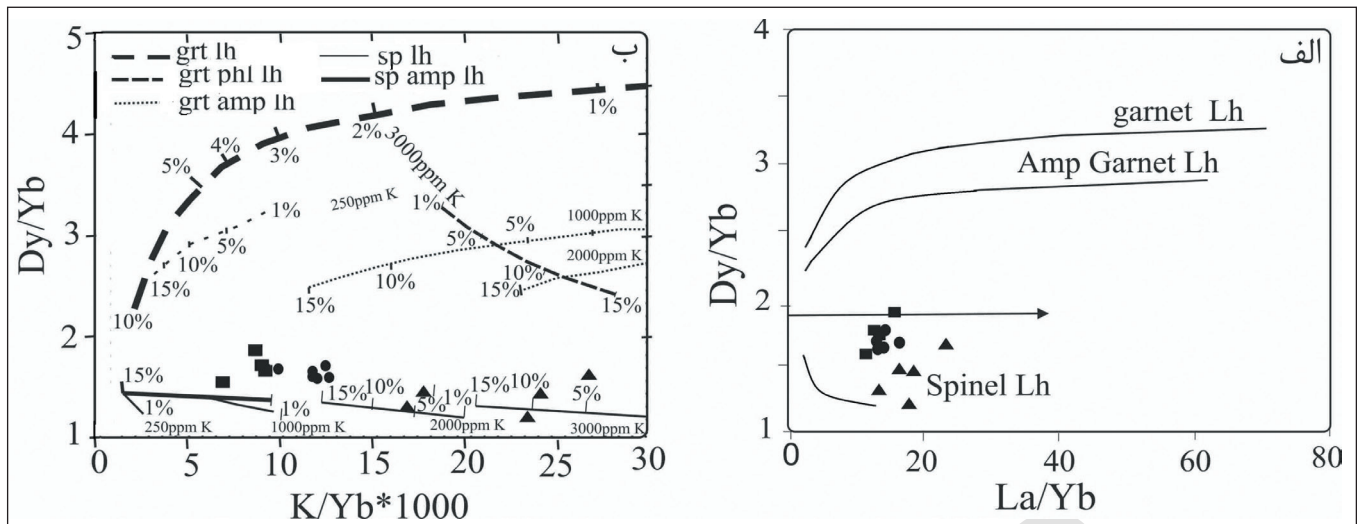 5
ب
grt lh
sp lh
grt phl lh
sp amp lh
grt amp lh
1%
2%
4
4%
3%
5%
3000ppm K
Dy/Yb
1%
250ppm K
1%
1000ppm K
3
5%
5%
5%
10%
2000ppm K
10%
10%
15%
15%
15%
15%
10%
2
15%
15%
10%
15%
10%
5%
1%
1%
5%
1%
250ppm K
1000ppm K
2000ppm K
3000ppm K
1
0
5
10
15
20
25
30
K/Yb*1000
4
الف
garnet Lh
3
Amp Garnet Lh
Dy/Yb
2
Spinel Lh
1
0
20
40
60
80
La/Yb